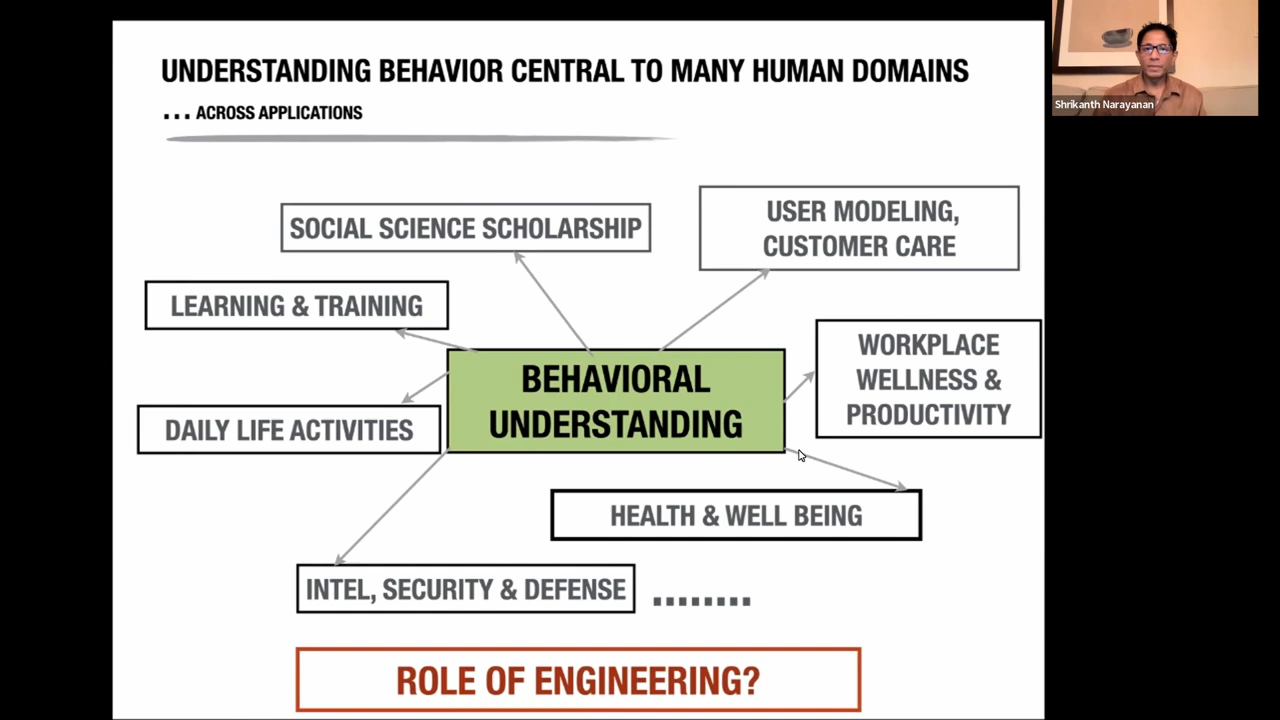 UNDERSTANDING BEHAVIOR CENTRAL TO MANY HUMAN DOMAINS
... ACROSS APPLICATIONS
Shrikanth Narayanan
SOCIAL SCIENCE SCHOLARSHIP
USER MODELING,
CUSTOMER CARE
LEARNING & TRAINING
WORKPLACE
WELLNESS &
PRODUCTIVITY
BEHAVIORAL
UNDERSTANDING
DAILY LIFE ACTIVITIES
HEALTH & WELL BEING
INTEL, SECURITY & DEFENSE ........
ROLE OF ENGINEERING?